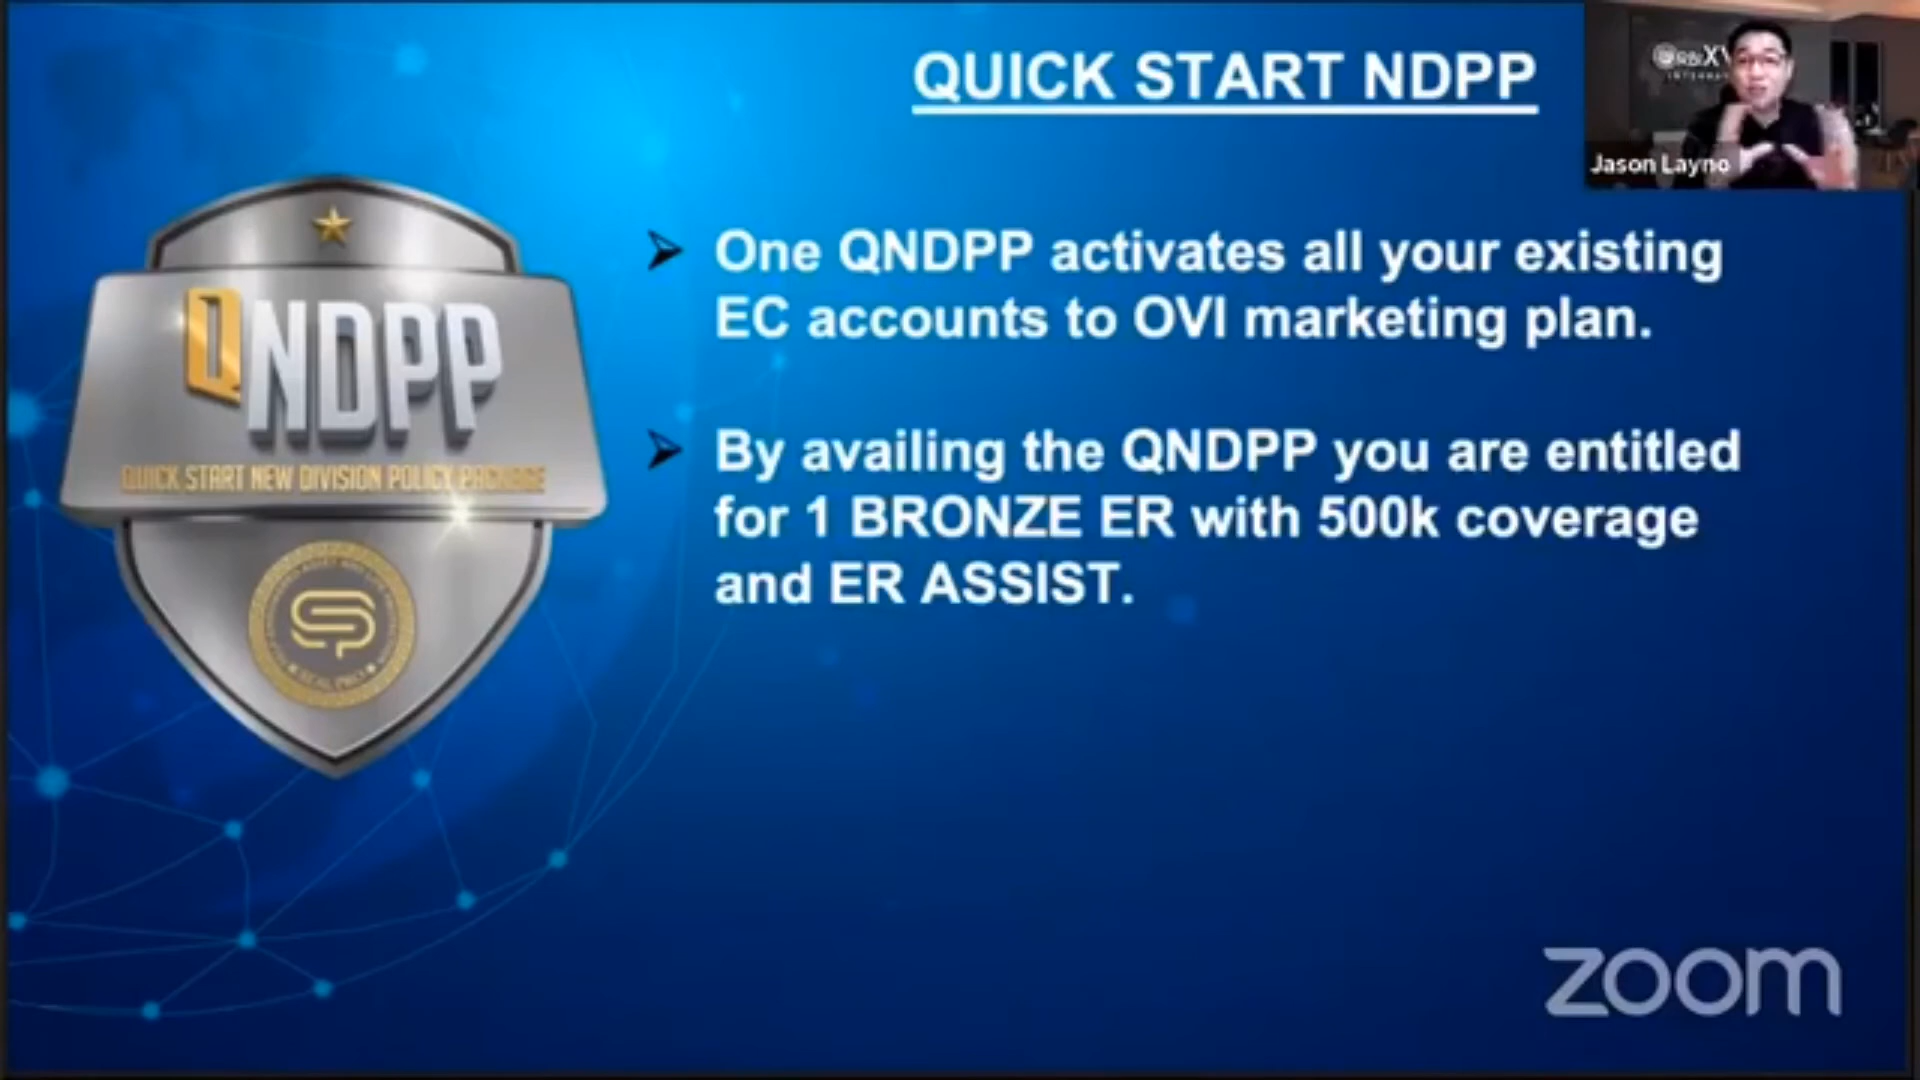 QUICK START NDPP
Jason Layno
One QNDPP activates all your existing
EC accounts to OVI marketing plan.
By availing the QNDPP you are entitled
for 1 BRONZE ER with 500k coverage
and ER ASSIST.
QNDPP
QUICK START NEW DIVISION POLICY PACKAGE
zoom